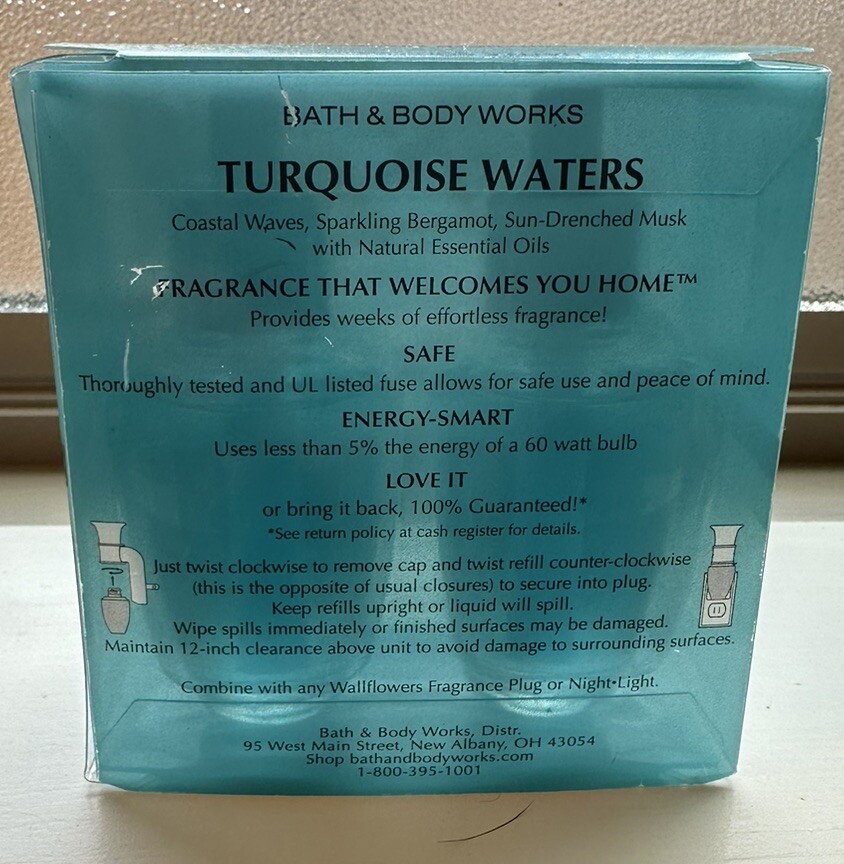 BATH & BODY WORKS
TURQUOISE WATERS
Coastal Waves, Sparkling Bergamot, Sun-Drenched Musk
with Natural Essential Oils
FRAGRANCE THAT WELCOMES YOU HOME™
Provides weeks of effortless fragrance!
SAFE
Thoroughly tested and UL listed fuse allows for safe use and peace of mind.
ENERGY-SMART
Uses less than 5% the energy of a 60 watt bulb
LOVE IT
or bring it back, 100% Guaranteed!*
*See return policy at cash register for details.
Just twist clockwise to remove cap and twist refill counter-clockwise
(this is the opposite of usual closures) to secure into plug.
Keep refills upright or liquid will spill.
Wipe spills immediately or finished surfaces may be damaged.
Maintain 12-inch clearance above unit to avoid damage to surrounding surfaces.
Combine with any Wallflowers Fragrance Plug or Night•Light.
Bath & Body Works, Distr.
95 West Main Street, New Albany, OH 43054
Shop bathandbodyworks.com
1-800-395-1001